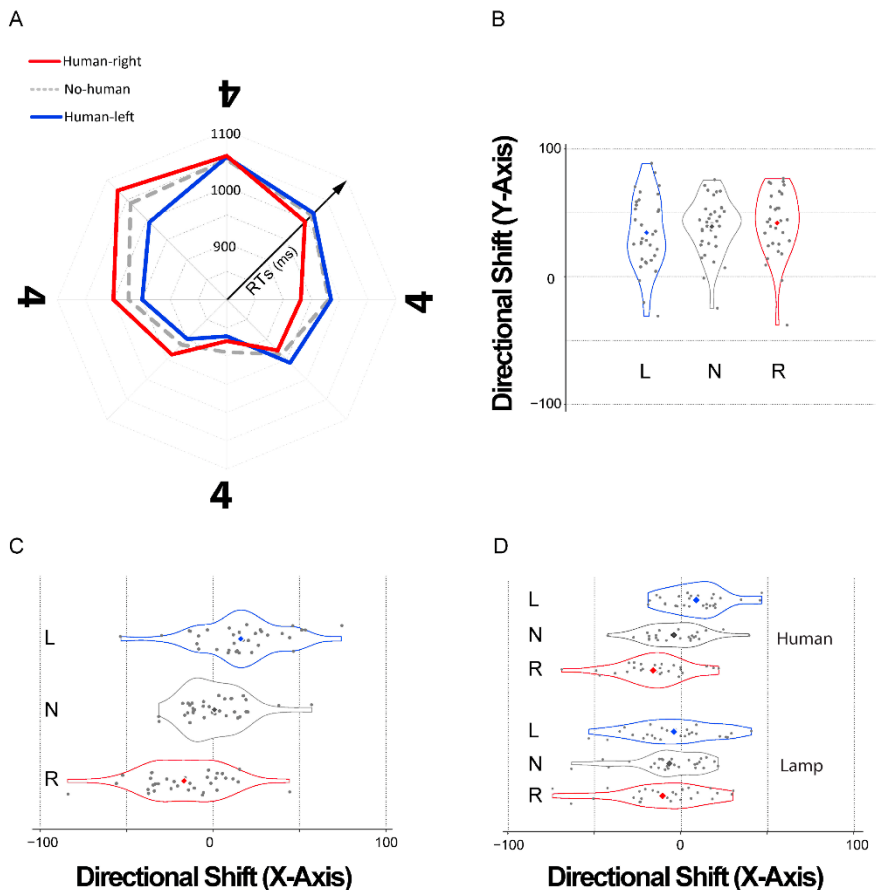 A
Human-right
No-human
Human-left
4
1100
1000
900
RTs (ms)
4
4
4
B
Directional Shift (Y-Axis)
100
0
−100
L N R
C
L
N
R
−100 0 100
Directional Shift (X-Axis)
D
L
N Human
R
L
N Lamp
R
−100 0 100
Directional Shift (X-Axis)